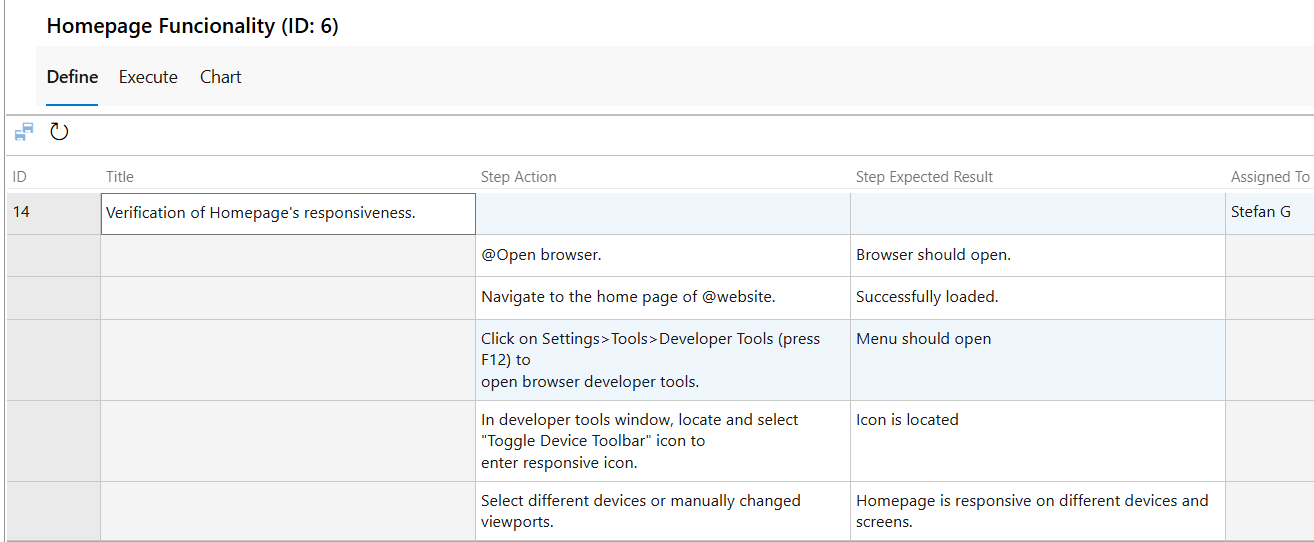 Homepage Funcionality (ID: 6)
Define Execute Chart
ID Title Step Action Step Expected Result Assigned To
14 Verification of Homepage's responsiveness. Stefan G
@Open browser. Browser should open.
Navigate to the home page of @website. Successfully loaded.
Click on Settings>Tools>Developer Tools (press Menu should open
F12) to
open browser developer tools.
In developer tools window, locate and select Icon is located
"Toggle Device Toolbar" icon to
enter responsive icon.
Select different devices or manually changed Homepage is responsive on different devices and
viewports. screens.